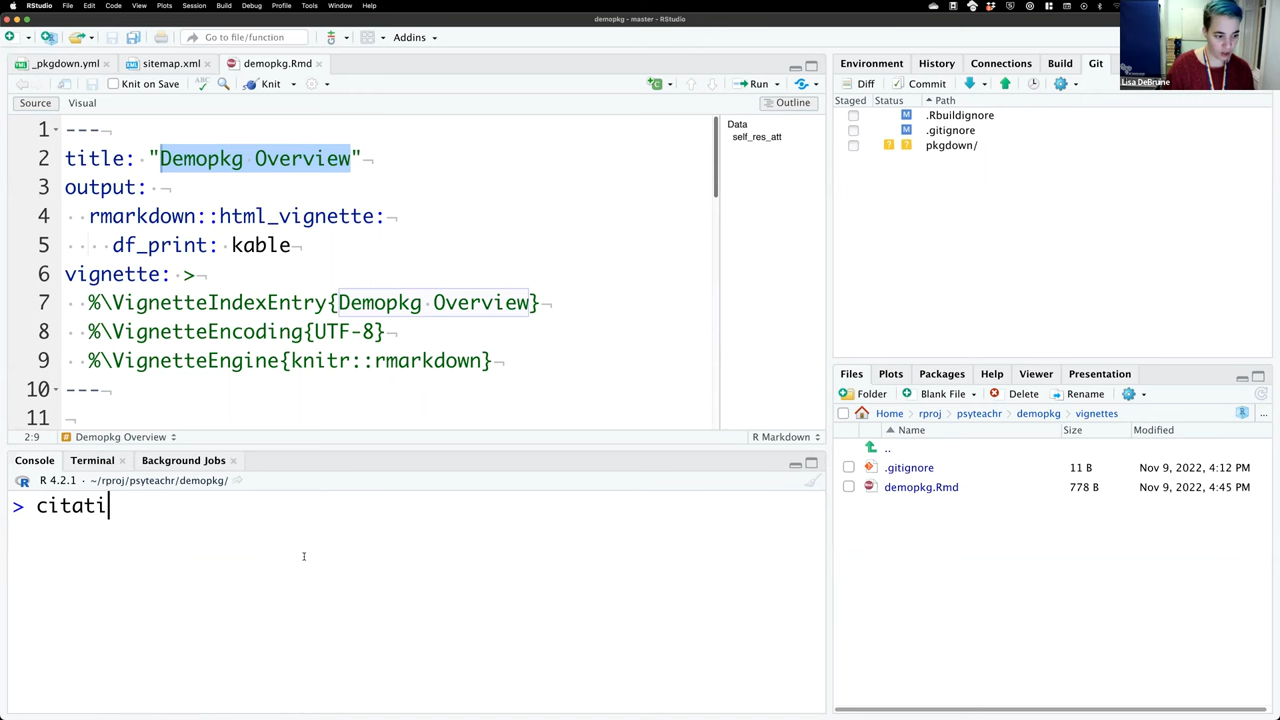 RStudio File Edit Code View Plots Session Build Debug Profile Tools Window Help
demopkg - master - RStudio
Go to file/function Addins
_pkgdown.yml sitemap.xml demopkg.Rmd
Knit on Save ABC Knit Run
Source Visual Outline
1 ---
2 title: "Demopkg Overview"
3 output:
4 rmarkdown::html_vignette:
5 df_print: kable
6 vignette: >
7 %\VignetteIndexEntry{Demopkg Overview}
8 %\VignetteEncoding{UTF-8}
9 %\VignetteEngine{knitr::rmarkdown}
10 ---
11
Data
self_res_att
2:9 Demopkg Overview R Markdown
Console Terminal Background Jobs
R 4.2.1 · ~/rproj/psyteachr/demopkg/
> citati
Environment History Connections Build Git
Diff Commit
Staged Status Path
M .Rbuildignore
M .gitignore
? ? pkgdown/
Files Plots Packages Help Viewer Presentation
Folder Blank File Delete Rename
Home rproj psyteachr demopkg vignettes ...
Name Size Modified
..
.gitignore 11 B Nov 9, 2022, 4:12 PM
demopkg.Rmd 778 B Nov 9, 2022, 4:45 PM
Lisa DeBruine